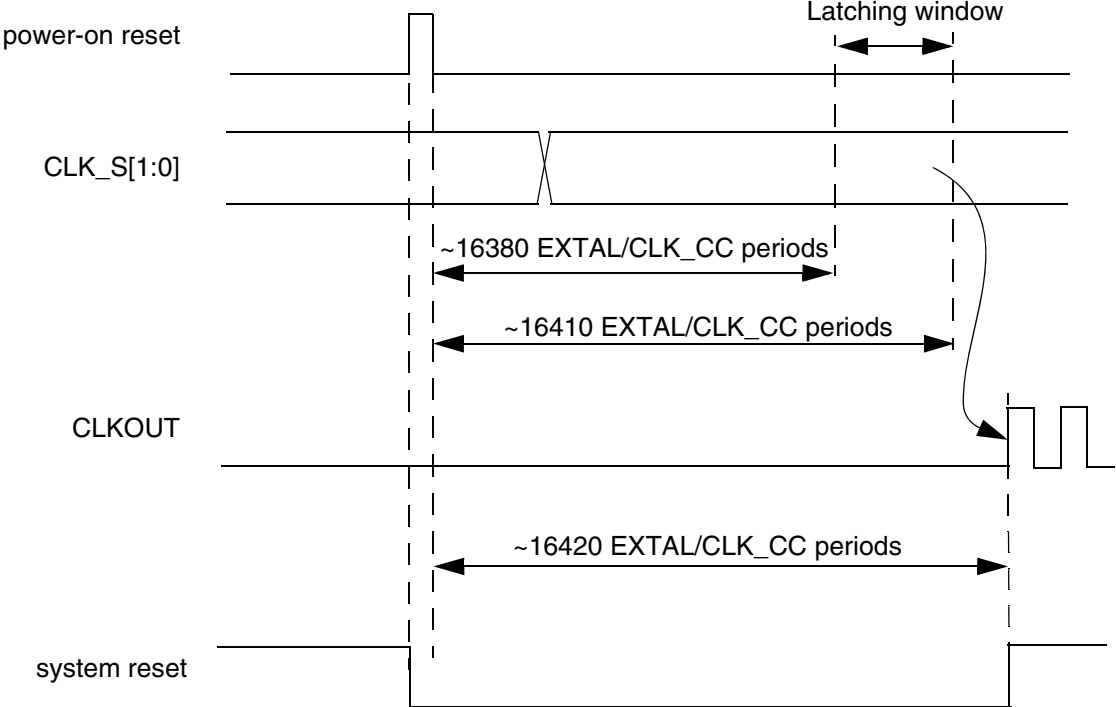 Latching window
power-on reset
CLK_S[1:0]
~16380 EXTAL/CLK_CC periods
~16410 EXTAL/CLK_CC periods
CLKOUT
~16420 EXTAL/CLK_CC periods
system reset